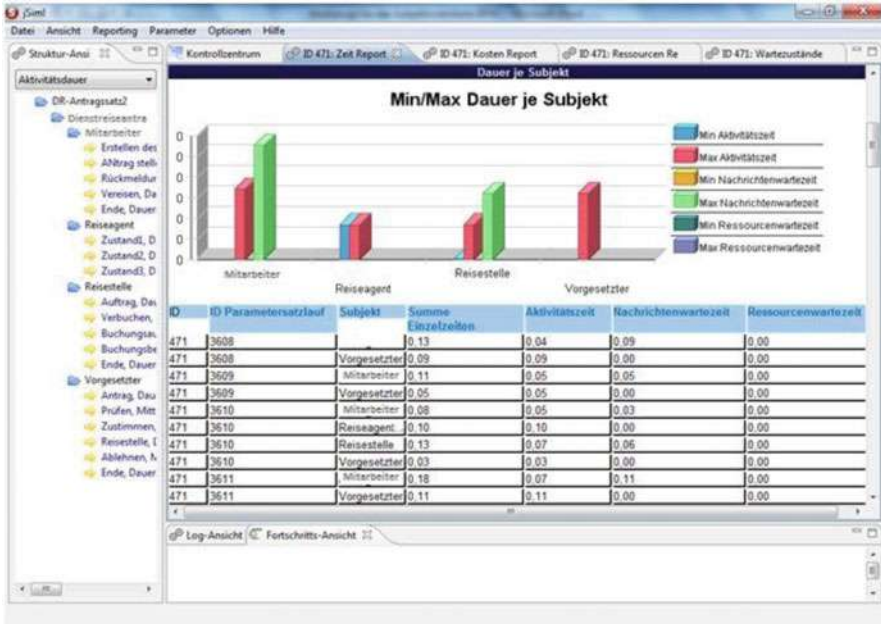 jSim!
Datei Ansicht Reporting Parameter Optionen Hilfe
Struktur-Ansi
Kontrollzentrum
ID 471: Zeit Report
ID 471: Kosten Report
ID 471: Ressourcen Re
ID 471: Wartezustände
Aktivitätsdauer
DR-Antragssatz2
Dienstreiseantra
Mitarbeiter
Erstellen des
ANtrag stell
Rückmeldur
Vereisen, Da
Ende, Dauer
Reiseagent
Zustand1, D
Zustand2, D
Zustand3, D
Reisestelle
Auftrag, Dau
Verbuchen,
Buchungsau
Buchungsbe
Ende, Dauer
Vorgesetzter
Antrag, Dau
Prüfen, Mitt
Zustimmen,
Reisestelle, D
Ablehnen, M
Ende, Dauer
Dauer je Subjekt
Min/Max Dauer je Subjekt
0
0
0
0
0
0
0
Mitarbeiter
Reiseagent
Reisestelle
Vorgesetzter
Min Aktivitätszeit
Max Aktivitätszeit
Min Nachrichtenwartezeit
Max Nachrichtenwartezeit
Min Ressourcenwartezeit
Max Ressourcenwartezeit
ID ID Parametersatzlauf Subjekt Summe Einzelzeiten Aktivitätszeit Nachrichtenwartezeit Ressourcenwartezeit
471 3608 0,13 0,04 0,09 0,00
471 3608 Vorgesetzter 0,09 0,09 0,00 0,00
471 3609 Mitarbeiter 0,11 0,05 0,05 0,00
471 3609 Vorgesetzter 0,05 0,05 0,00 0,00
471 3610 Mitarbeiter 0,08 0,05 0,03 0,00
471 3610 Reiseagent 0,10 0,10 0,00 0,00
471 3610 Reisestelle 0,13 0,07 0,06 0,00
471 3610 Vorgesetzter 0,03 0,03 0,00 0,00
471 3611 Mitarbeiter 0,18 0,07 0,11 0,00
471 3611 Vorgesetzter 0,11 0,11 0,00 0,00
Log-Ansicht
Fortschritts-Ansicht